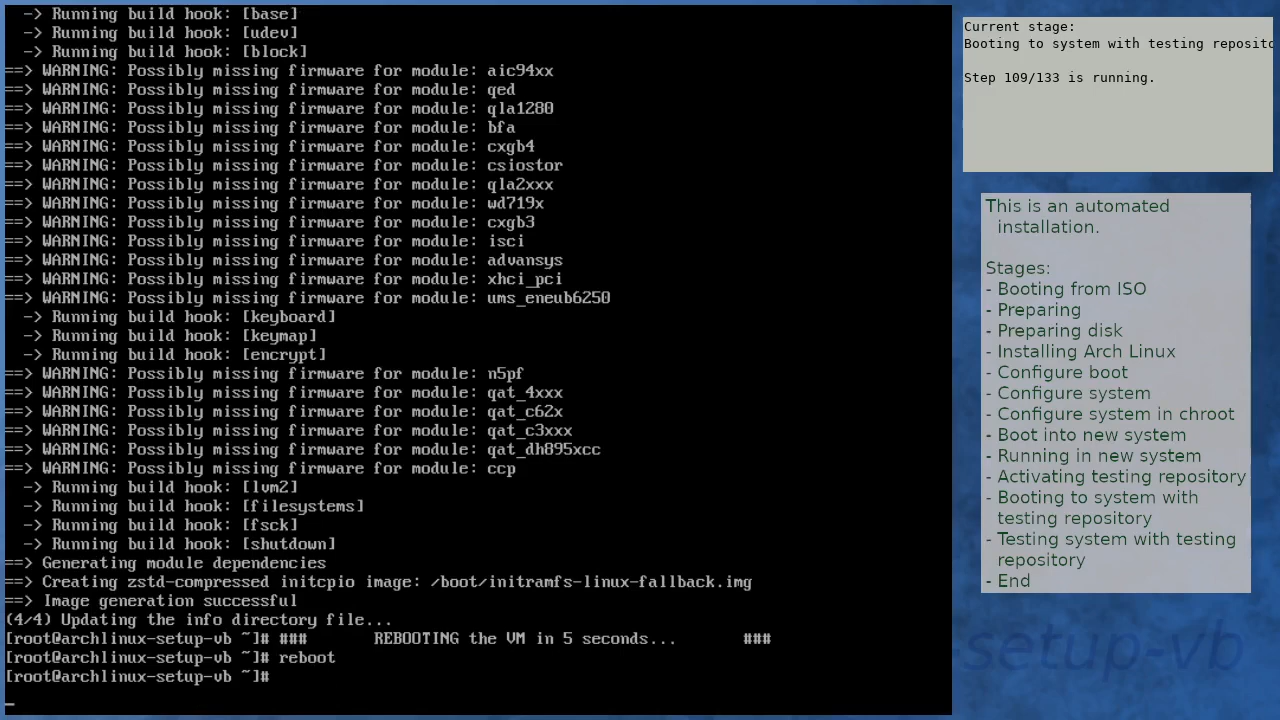 -> Running build hook: [base]
-> Running build hook: [udev]
-> Running build hook: [block]
==> WARNING: Possibly missing firmware for module: aic94xx
==> WARNING: Possibly missing firmware for module: qed
==> WARNING: Possibly missing firmware for module: qla1280
==> WARNING: Possibly missing firmware for module: bfa
==> WARNING: Possibly missing firmware for module: cxgb4
==> WARNING: Possibly missing firmware for module: csiostor
==> WARNING: Possibly missing firmware for module: qla2xxx
==> WARNING: Possibly missing firmware for module: wd719x
==> WARNING: Possibly missing firmware for module: cxgb3
==> WARNING: Possibly missing firmware for module: isci
==> WARNING: Possibly missing firmware for module: advansys
==> WARNING: Possibly missing firmware for module: xhci_pci
==> WARNING: Possibly missing firmware for module: ums_eneub6250
-> Running build hook: [keyboard]
-> Running build hook: [keymap]
-> Running build hook: [encrypt]
==> WARNING: Possibly missing firmware for module: n5pf
==> WARNING: Possibly missing firmware for module: qat_4xxx
==> WARNING: Possibly missing firmware for module: qat_c62x
==> WARNING: Possibly missing firmware for module: qat_c3xxx
==> WARNING: Possibly missing firmware for module: qat_dh895xcc
==> WARNING: Possibly missing firmware for module: ccp
-> Running build hook: [lvm2]
-> Running build hook: [filesystems]
-> Running build hook: [fsck]
-> Running build hook: [shutdown]
==> Generating module dependencies
==> Creating zstd-compressed initcpio image: /boot/initramfs-linux-fallback.img
==> Image generation successful
(4/4) Updating the info directory file...
[root@archlinux-setup-vb ~]# ### REBOOTING the VM in 5 seconds... ###
[root@archlinux-setup-vb ~]# reboot
[root@archlinux-setup-vb ~]#
_
Current stage:
Booting to system with testing reposito
Step 109/133 is running.
This is an automated
installation.
Stages:
- Booting from ISO
- Preparing
- Preparing disk
- Installing Arch Linux
- Configure boot
- Configure system
- Configure system in chroot
- Boot into new system
- Running in new system
- Activating testing repository
- Booting to system with
testing repository
- Testing system with testing
repository
- End
-setup-vb